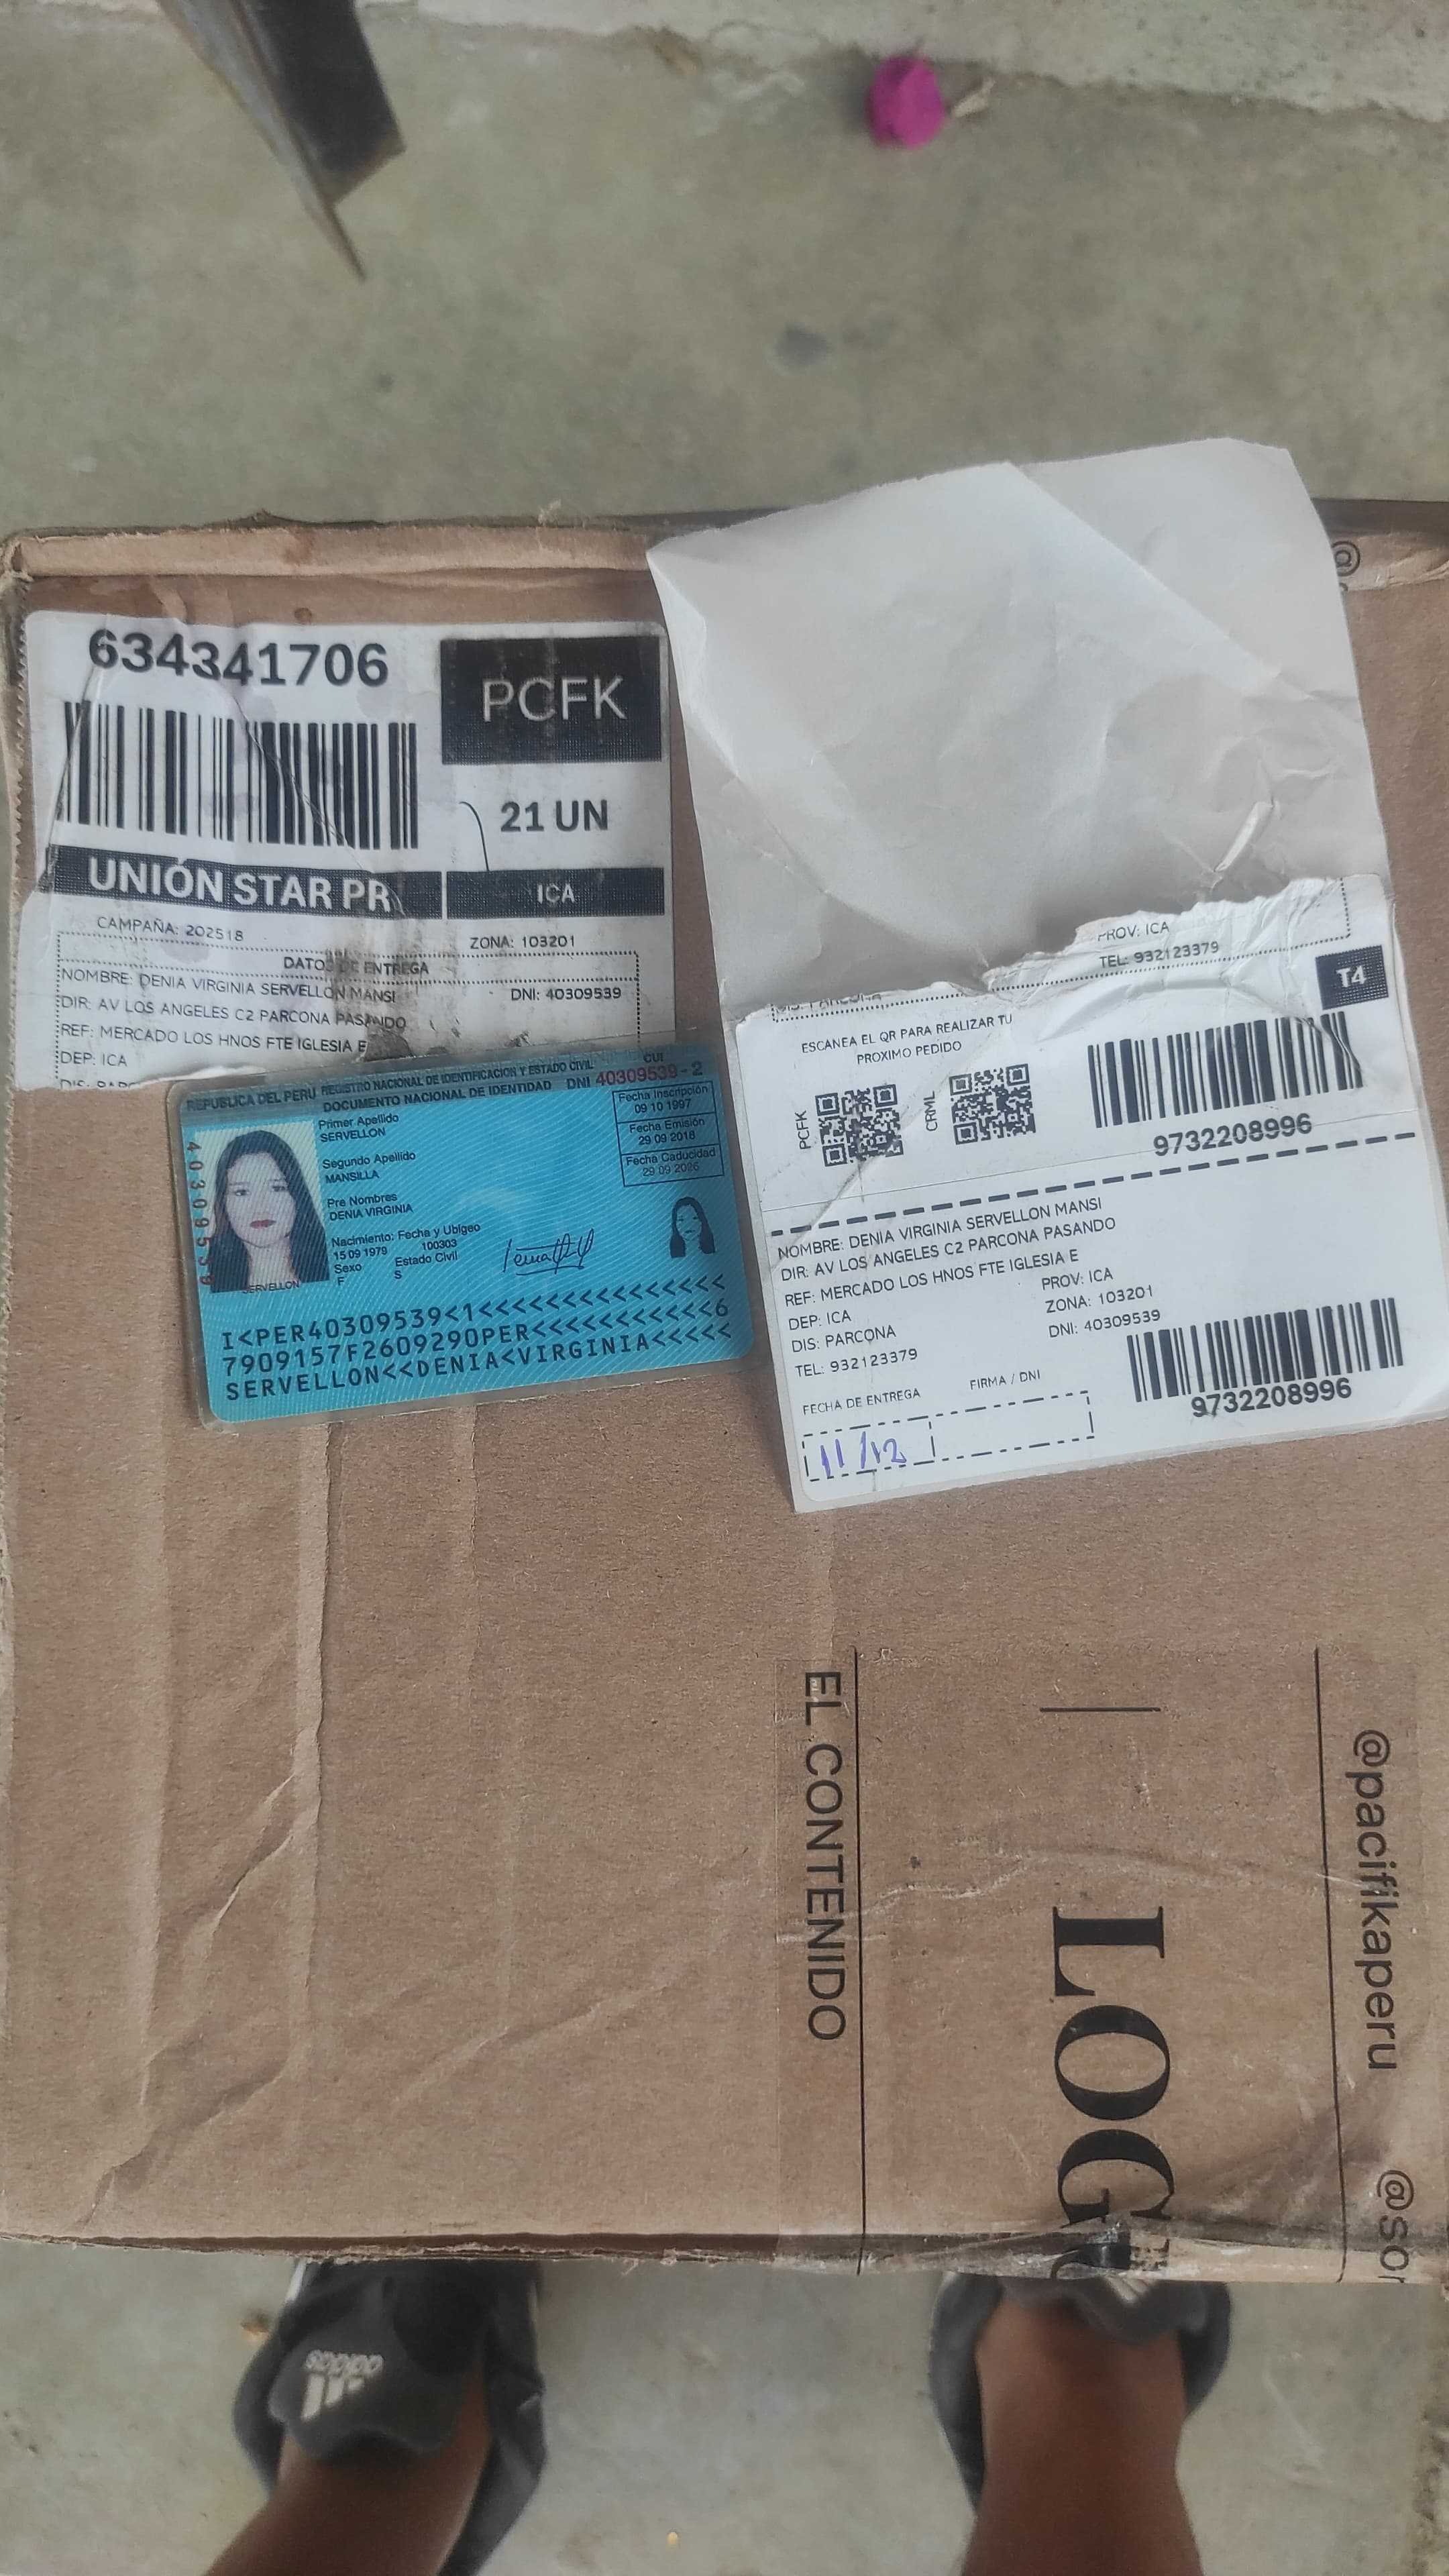 634341706
PCFK
21 UN
UNIÓN STAR PR
ICA
CAMPAÑA: 202518
ZONA: 103201
DATOS DE ENTREGA
NOMBRE: DENIA VIRGINIA SERVELLON MANSI
DNI: 40309539
DIR: AV LOS ANGELES C2 PARCONA PASANDO
REF: MERCADO LOS HNOS FTE IGLESIA E
DEP: ICA
REPUBLICA DEL PERU REGISTRO NACIONAL DE IDENTIFICACION Y ESTADO CIVIL
CUI
DOCUMENTO NACIONAL DE IDENTIDAD DNI 40309539 - 2
Primer Apellido
SERVELLON
Segundo Apellido
MANSILLA
Pre Nombres
DENIA VIRGINIA
Nacimiento: Fecha y Ubigeo
15 09 1979 100303
Sexo Estado Civil
F S
Fecha Inscripción
09 10 1997
Fecha Emisión
29 09 2018
Fecha Caducidad
29 09 2026
40309539
SERVELLON
I<PER40309539<1<<<<<<<<<<<<<<<
7909157F2609290PER<<<<<<<<<<<6
SERVELLON<<DENIA<VIRGINIA<<<<<
PROV: ICA
TEL: 932123379
DIS: PARCONA
T4
ESCANEA EL QR PARA REALIZAR TU
PROXIMO PEDIDO
PCFK
CRML
9732208996
NOMBRE: DENIA VIRGINIA SERVELLON MANSI
DIR: AV LOS ANGELES C2 PARCONA PASANDO
REF: MERCADO LOS HNOS FTE IGLESIA E
DEP: ICA
PROV: ICA
DIS: PARCONA
ZONA: 103201
TEL: 932123379
DNI: 40309539
FECHA DE ENTREGA
FIRMA / DNI
11/12
9732208996
EL CONTENIDO
LOG
@pacifikaperu
@sor
adidas